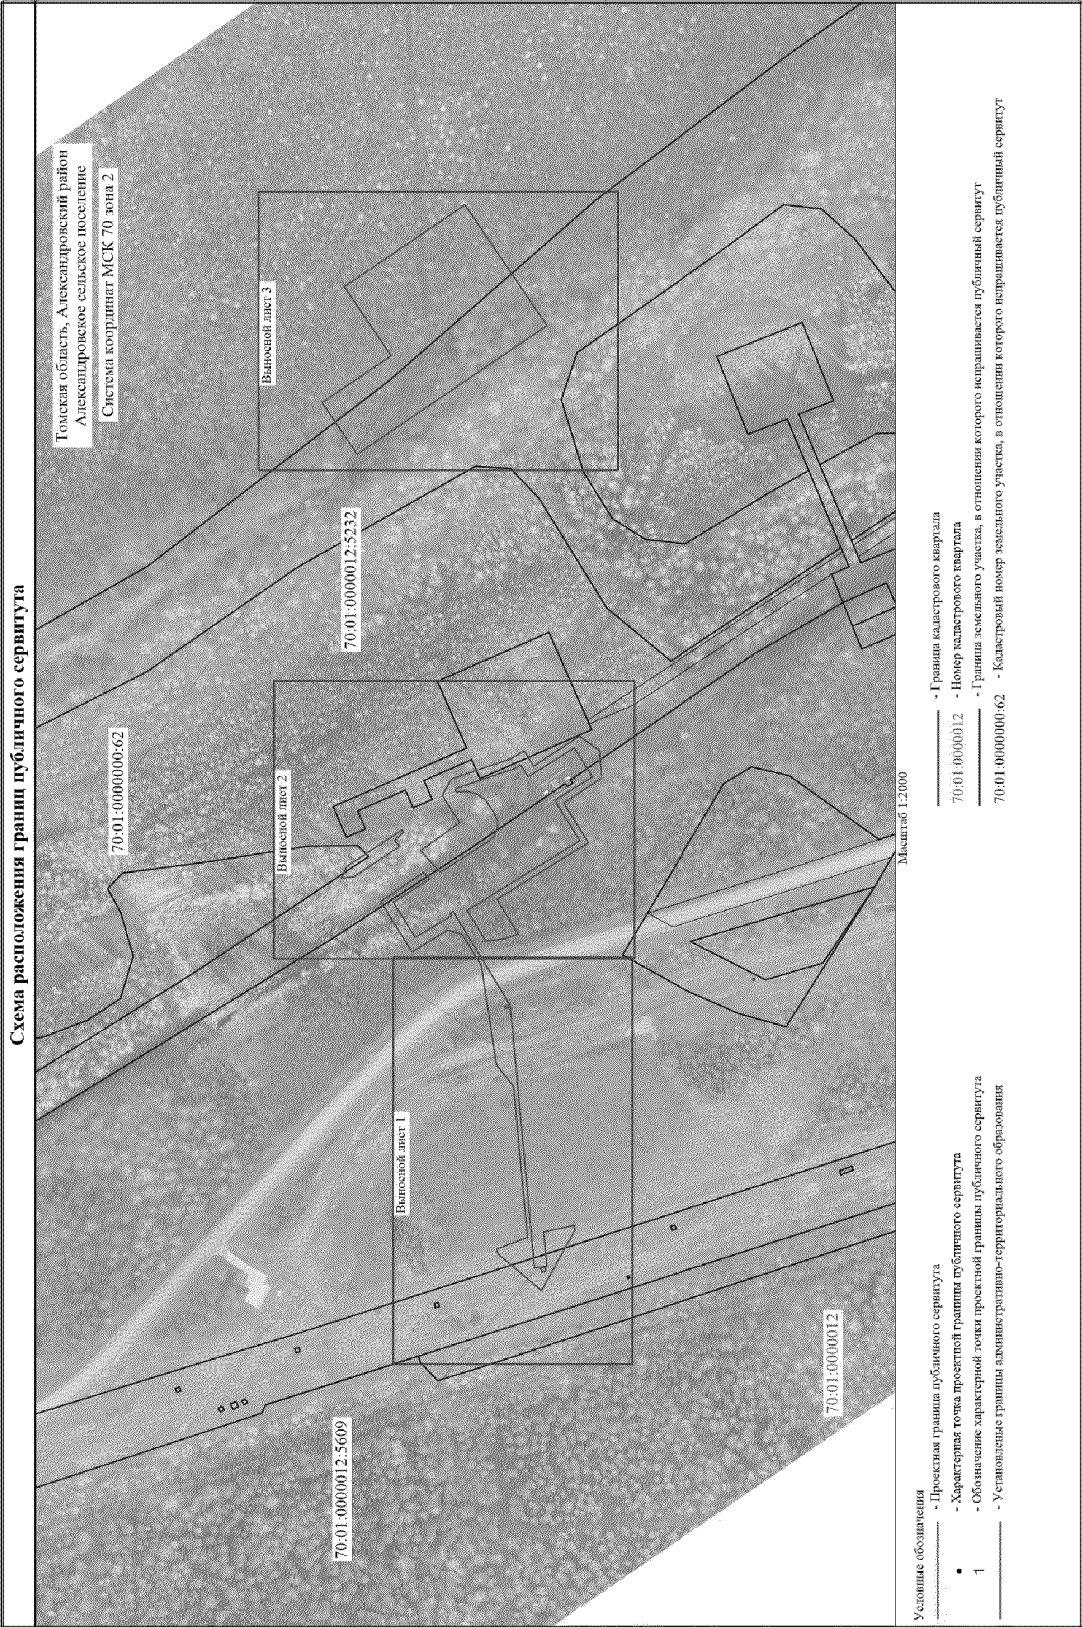 Схема расположения границ публичного сервитута
Томская область, Александровский район
Александровское сельское поселение
Система координат МСК 70 зона 2
70:01:0000000:62
70:01:0000012:5232
Выносной лист 3
Выносной лист 2
Выносной лист 1
70:01:0000012:5609
70:01:0000012
Масштаб 1:2000
Условные обозначения
- Проектная граница публичного сервитута
- Характерная точка проектной границы публичного сервитута
1 - Обозначение характерной точки проектной границы публичного сервитута
- Установленые границы административно-территориального образования
- Граница кадастрового квартала
70:01:0000012 - Номер кадастрового квартала
- Граница земельного участка, в отношении которого испрашивается публичный сервитут
70:01:0000000:62 - Кадастровый номер земельного участка, в отношении которого испрашивается публичный сервитут